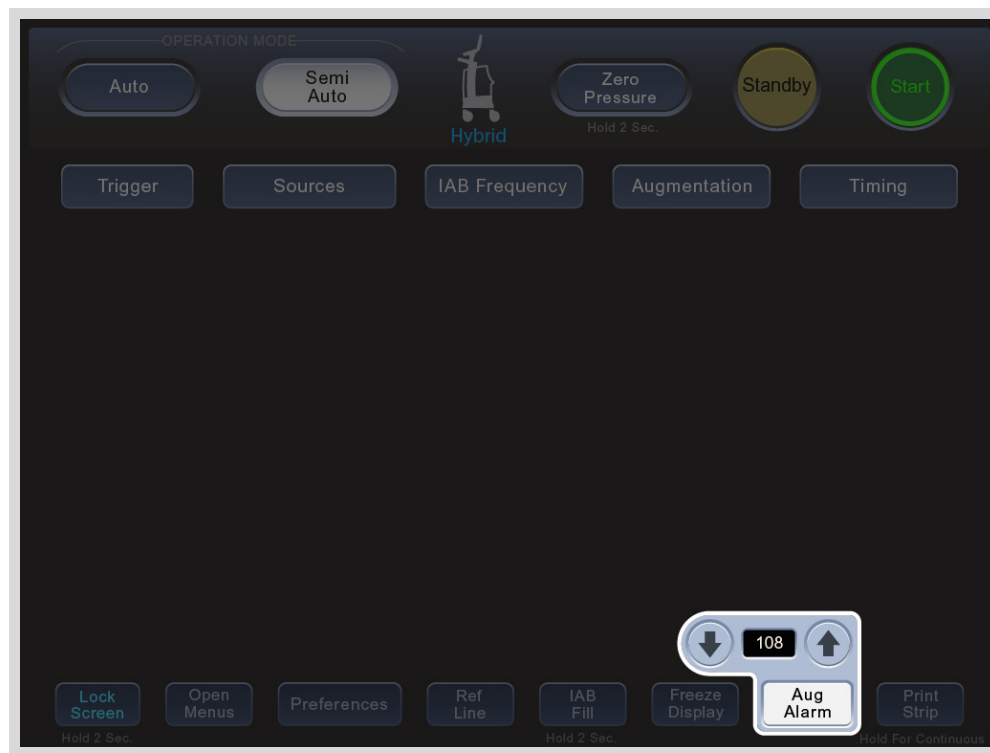 OPERATION MODE
Auto
Semi
Auto
Hybrid
Zero
Pressure
Hold 2 Sec.
Standby
Start
Trigger
Sources
IAB Frequency
Augmentation
Timing
108
Lock
Screen
Hold 2 Sec.
Open
Menus
Preferences
Ref
Line
IAB
Fill
Hold 2 Sec.
Freeze
Display
Aug
Alarm
Print
Strip
Hold For Continuous